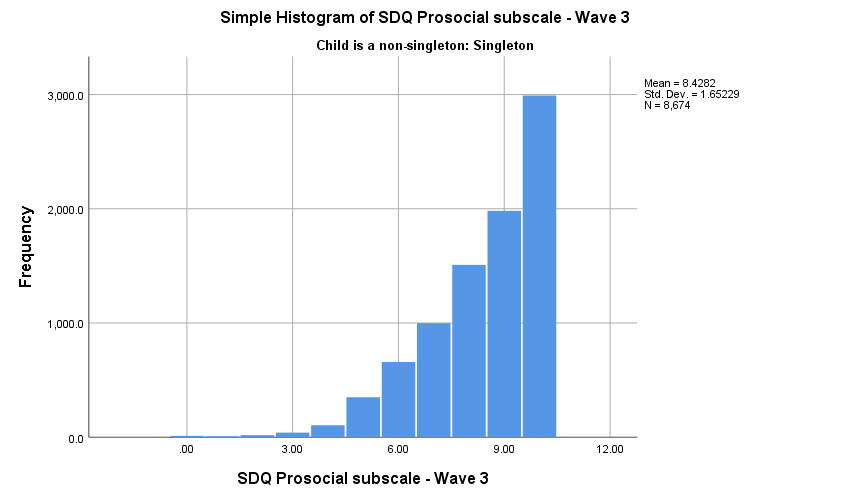 Simple Histogram of SDQ Prosocial subscale - Wave 3
Child is a non-singleton: Singleton
Mean = 8.4282
Std. Dev. = 1.65229
N = 8,674
Frequency
3,000.0
2,000.0
1,000.0
0.0
.00 3.00 6.00 9.00 12.00
SDQ Prosocial subscale - Wave 3